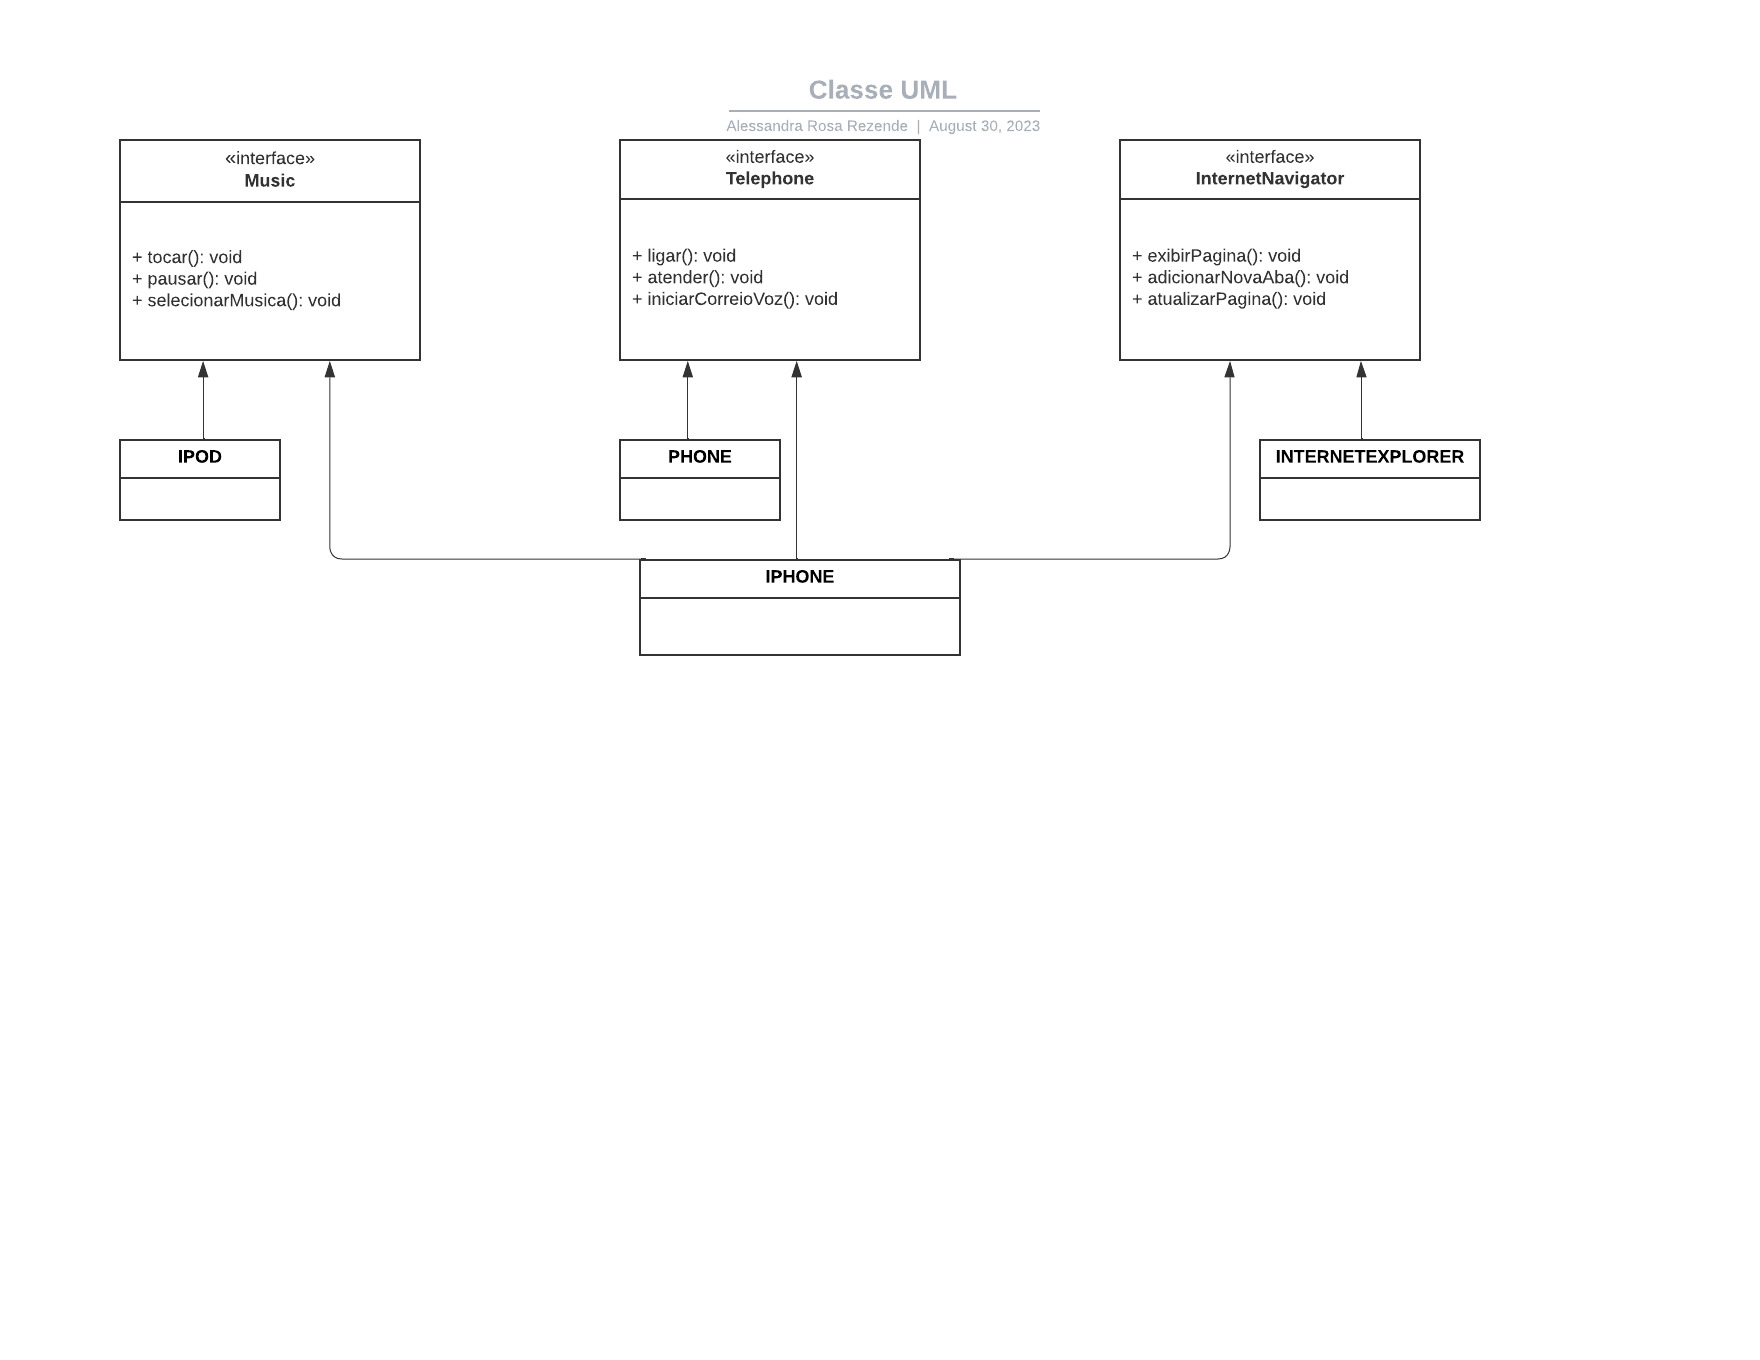 Classe UML
Alessandra Rosa Rezende | August 30, 2023
«interface»
Music
+ tocar(): void
+ pausar(): void
+ selecionarMusica(): void
«interface»
Telephone
+ ligar(): void
+ atender(): void
+ iniciarCorreioVoz(): void
«interface»
InternetNavigator
+ exibirPagina(): void
+ adicionarNovaAba(): void
+ atualizarPagina(): void
IPOD
PHONE
INTERNETEXPLORER
IPHONE